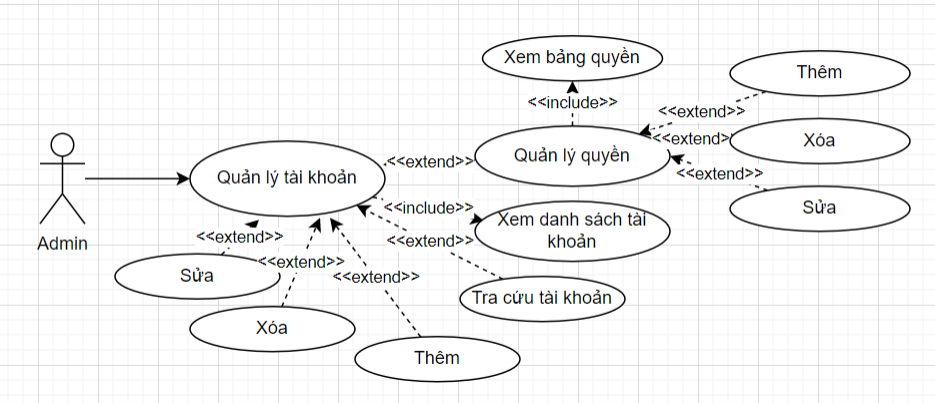 Xem bảng quyền
Thêm
<<include>>
<<extend>>
<<extend>
Xóa
Quản lý quyền
<<extend>>
Quản lý tài khoản
<<extend>>
Sửa
<<include>>
Xem danh sách tài
khoản
Admin
<<extend>>
<<extend>>
<<extend>>
<<extend>>
Sửa
Tra cứu tài khoản
Xóa
Thêm